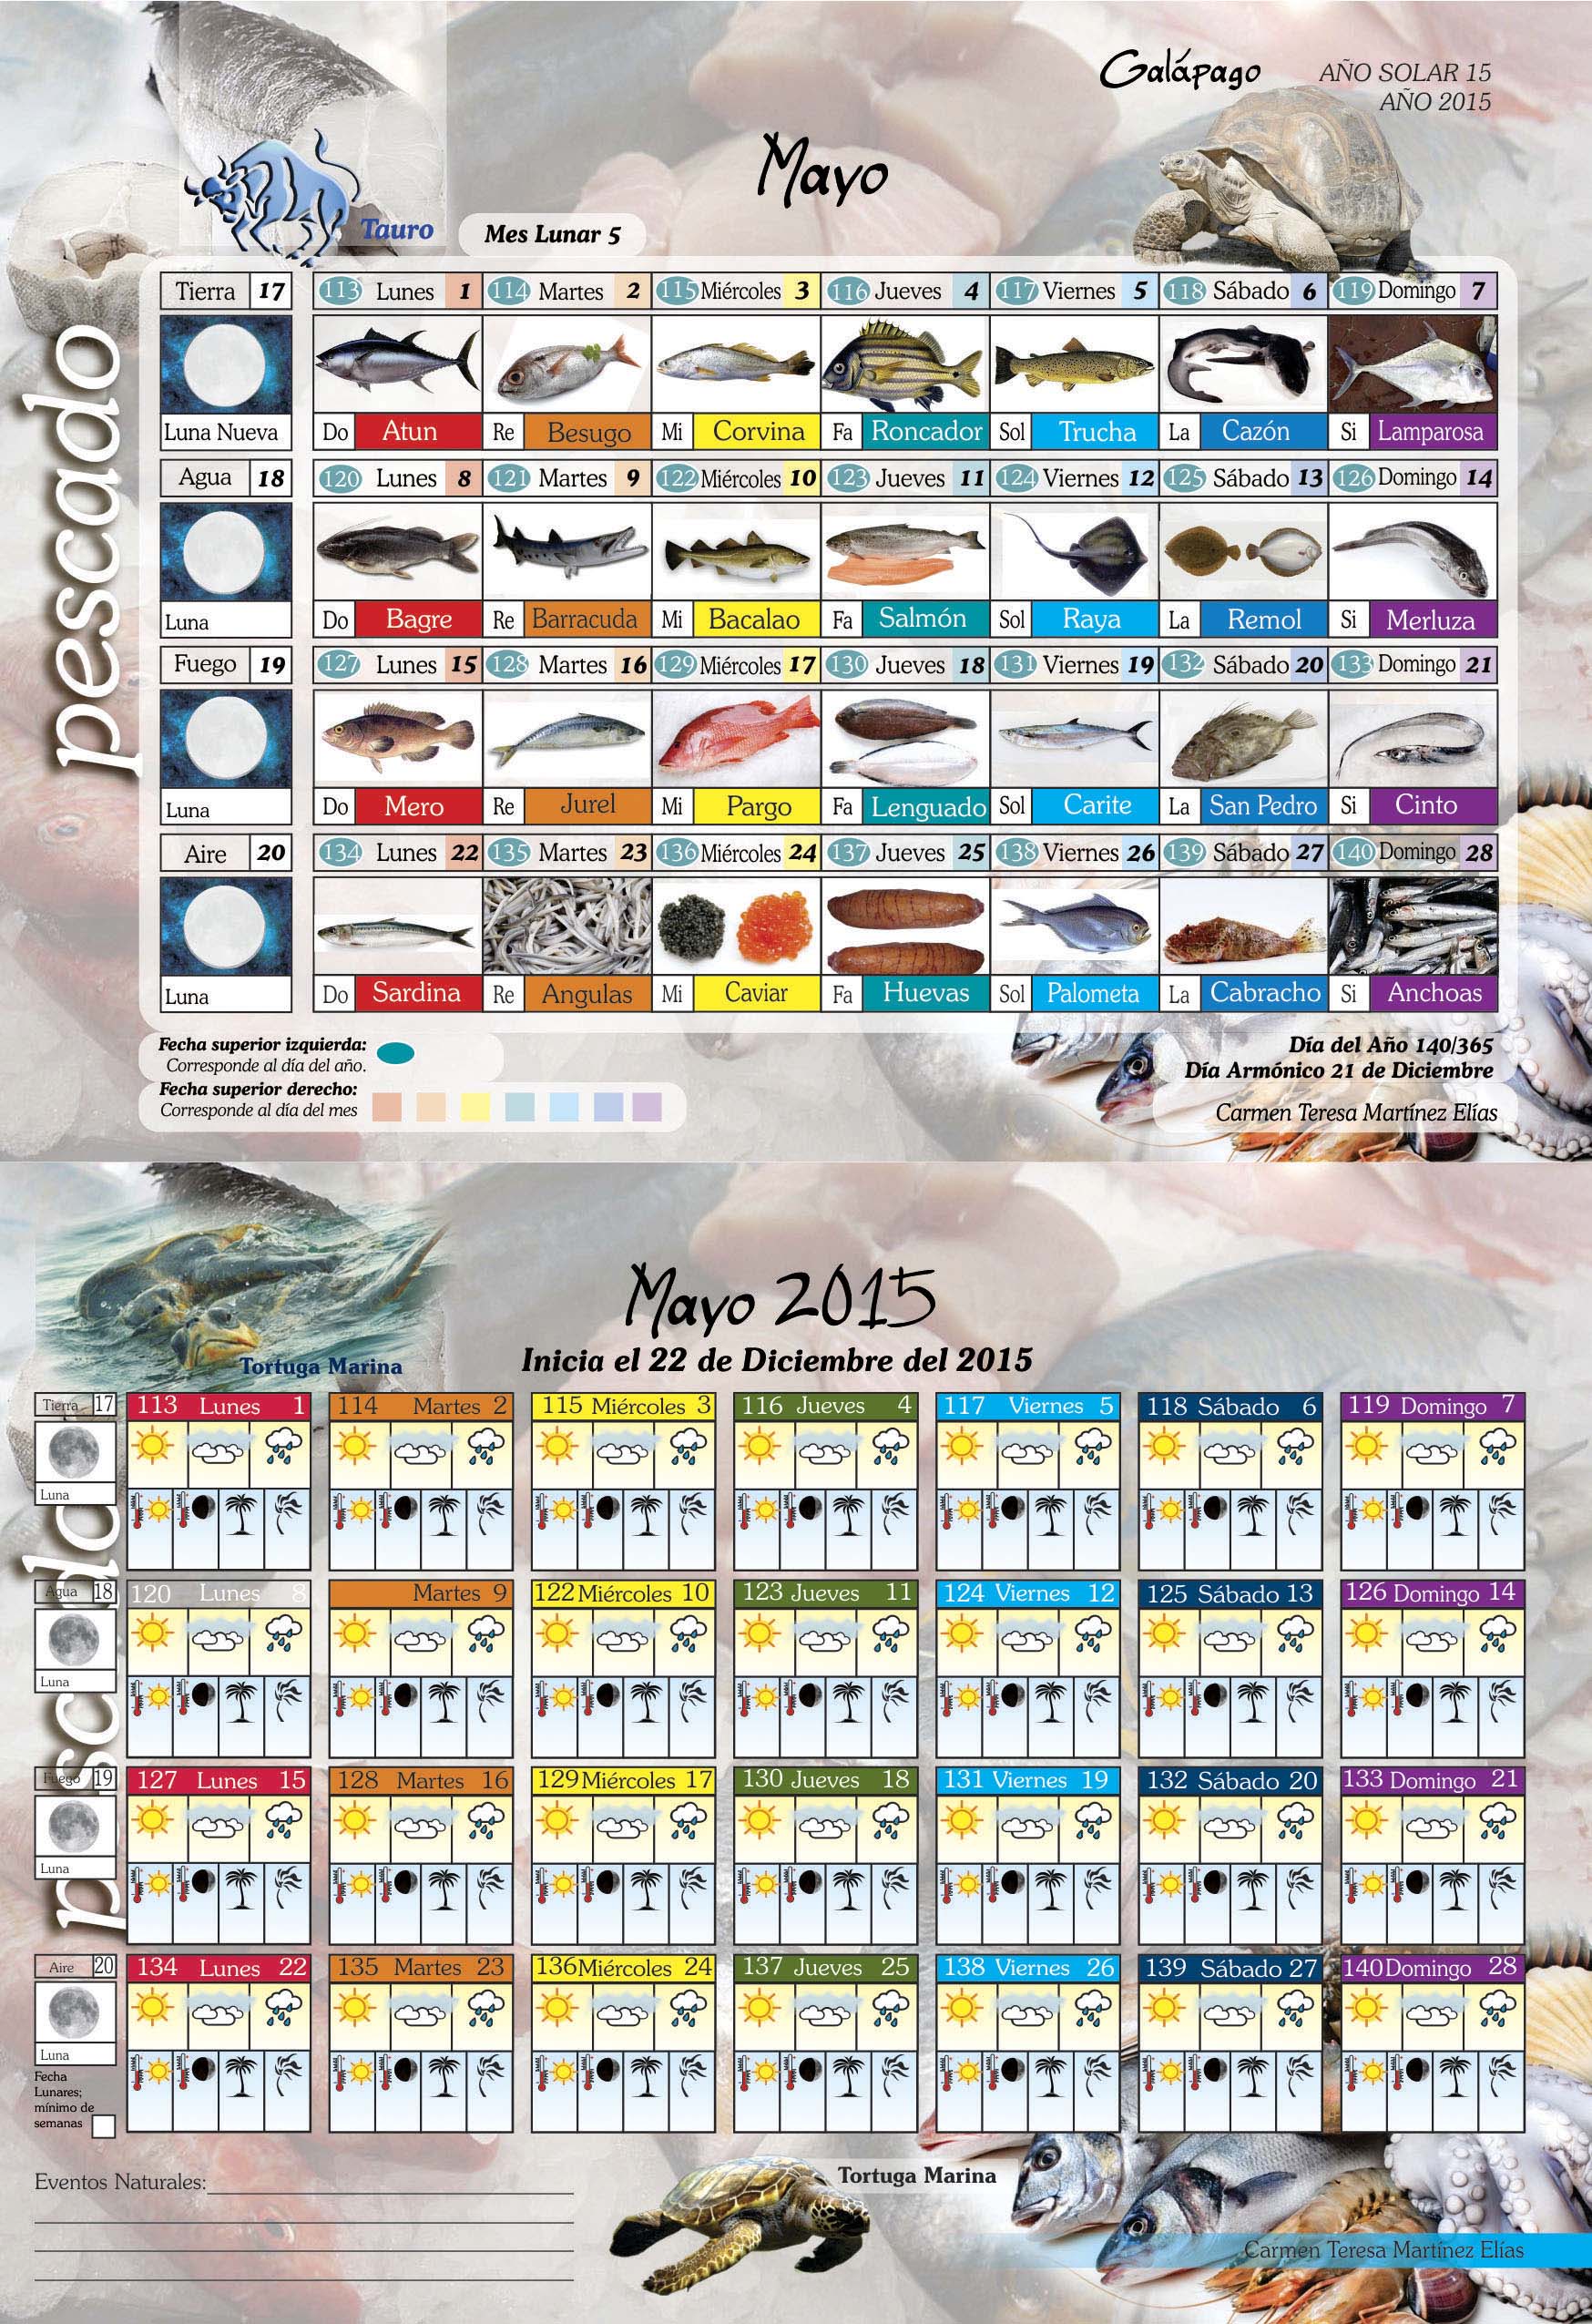 Galápago
AÑO SOLAR 15
AÑO 2015
Mayo
Tauro
Mes Lunar 5
pescado
Tierra 17 113 Lunes 1 114 Martes 2 115 Miércoles 3 116 Jueves 4 117 Viernes 5 118 Sábado 6 119 Domingo 7
Luna Nueva Do Atun Re Besugo Mi Corvina Fa Roncador Sol Trucha La Cazón Si Lamparosa
Agua 18 120 Lunes 8 121 Martes 9 122 Miércoles 10 123 Jueves 11 124 Viernes 12 125 Sábado 13 126 Domingo 14
Luna Do Bagre Re Barracuda Mi Bacalao Fa Salmón Sol Raya La Remol Si Merluza
Fuego 19 127 Lunes 15 128 Martes 16 129 Miércoles 17 130 Jueves 18 131 Viernes 19 132 Sábado 20 133 Domingo 21
Luna Do Mero Re Jurel Mi Pargo Fa Lenguado Sol Carite La San Pedro Si Cinto
Aire 20 134 Lunes 22 135 Martes 23 136 Miércoles 24 137 Jueves 25 138 Viernes 26 139 Sábado 27 140 Domingo 28
Luna Do Sardina Re Angulas Mi Caviar Fa Huevas Sol Palometa La Cabracho Si Anchoas
Fecha superior izquierda:
Corresponde al día del año.
Fecha superior derecho:
Corresponde al día del mes
Día del Año 140/365
Día Armónico 21 de Diciembre
Carmen Teresa Martínez Elías
Mayo 2015
Inicia el 22 de Diciembre del 2015
Tortuga Marina
pescado
Tierra 17 113 Lunes 1 114 Martes 2 115 Miércoles 3 116 Jueves 4 117 Viernes 5 118 Sábado 6 119 Domingo 7
Luna
Agua 18 120 Lunes 8 Martes 9 122 Miércoles 10 123 Jueves 11 124 Viernes 12 125 Sábado 13 126 Domingo 14
Luna
Fuego 19 127 Lunes 15 128 Martes 16 129 Miércoles 17 130 Jueves 18 131 Viernes 19 132 Sábado 20 133 Domingo 21
Luna
Aire 20 134 Lunes 22 135 Martes 23 136 Miércoles 24 137 Jueves 25 138 Viernes 26 139 Sábado 27 140 Domingo 28
Luna
Fecha
Lunares;
mínimo de
semanas
Eventos Naturales:
Tortuga Marina
Carmen Teresa Martínez Elías